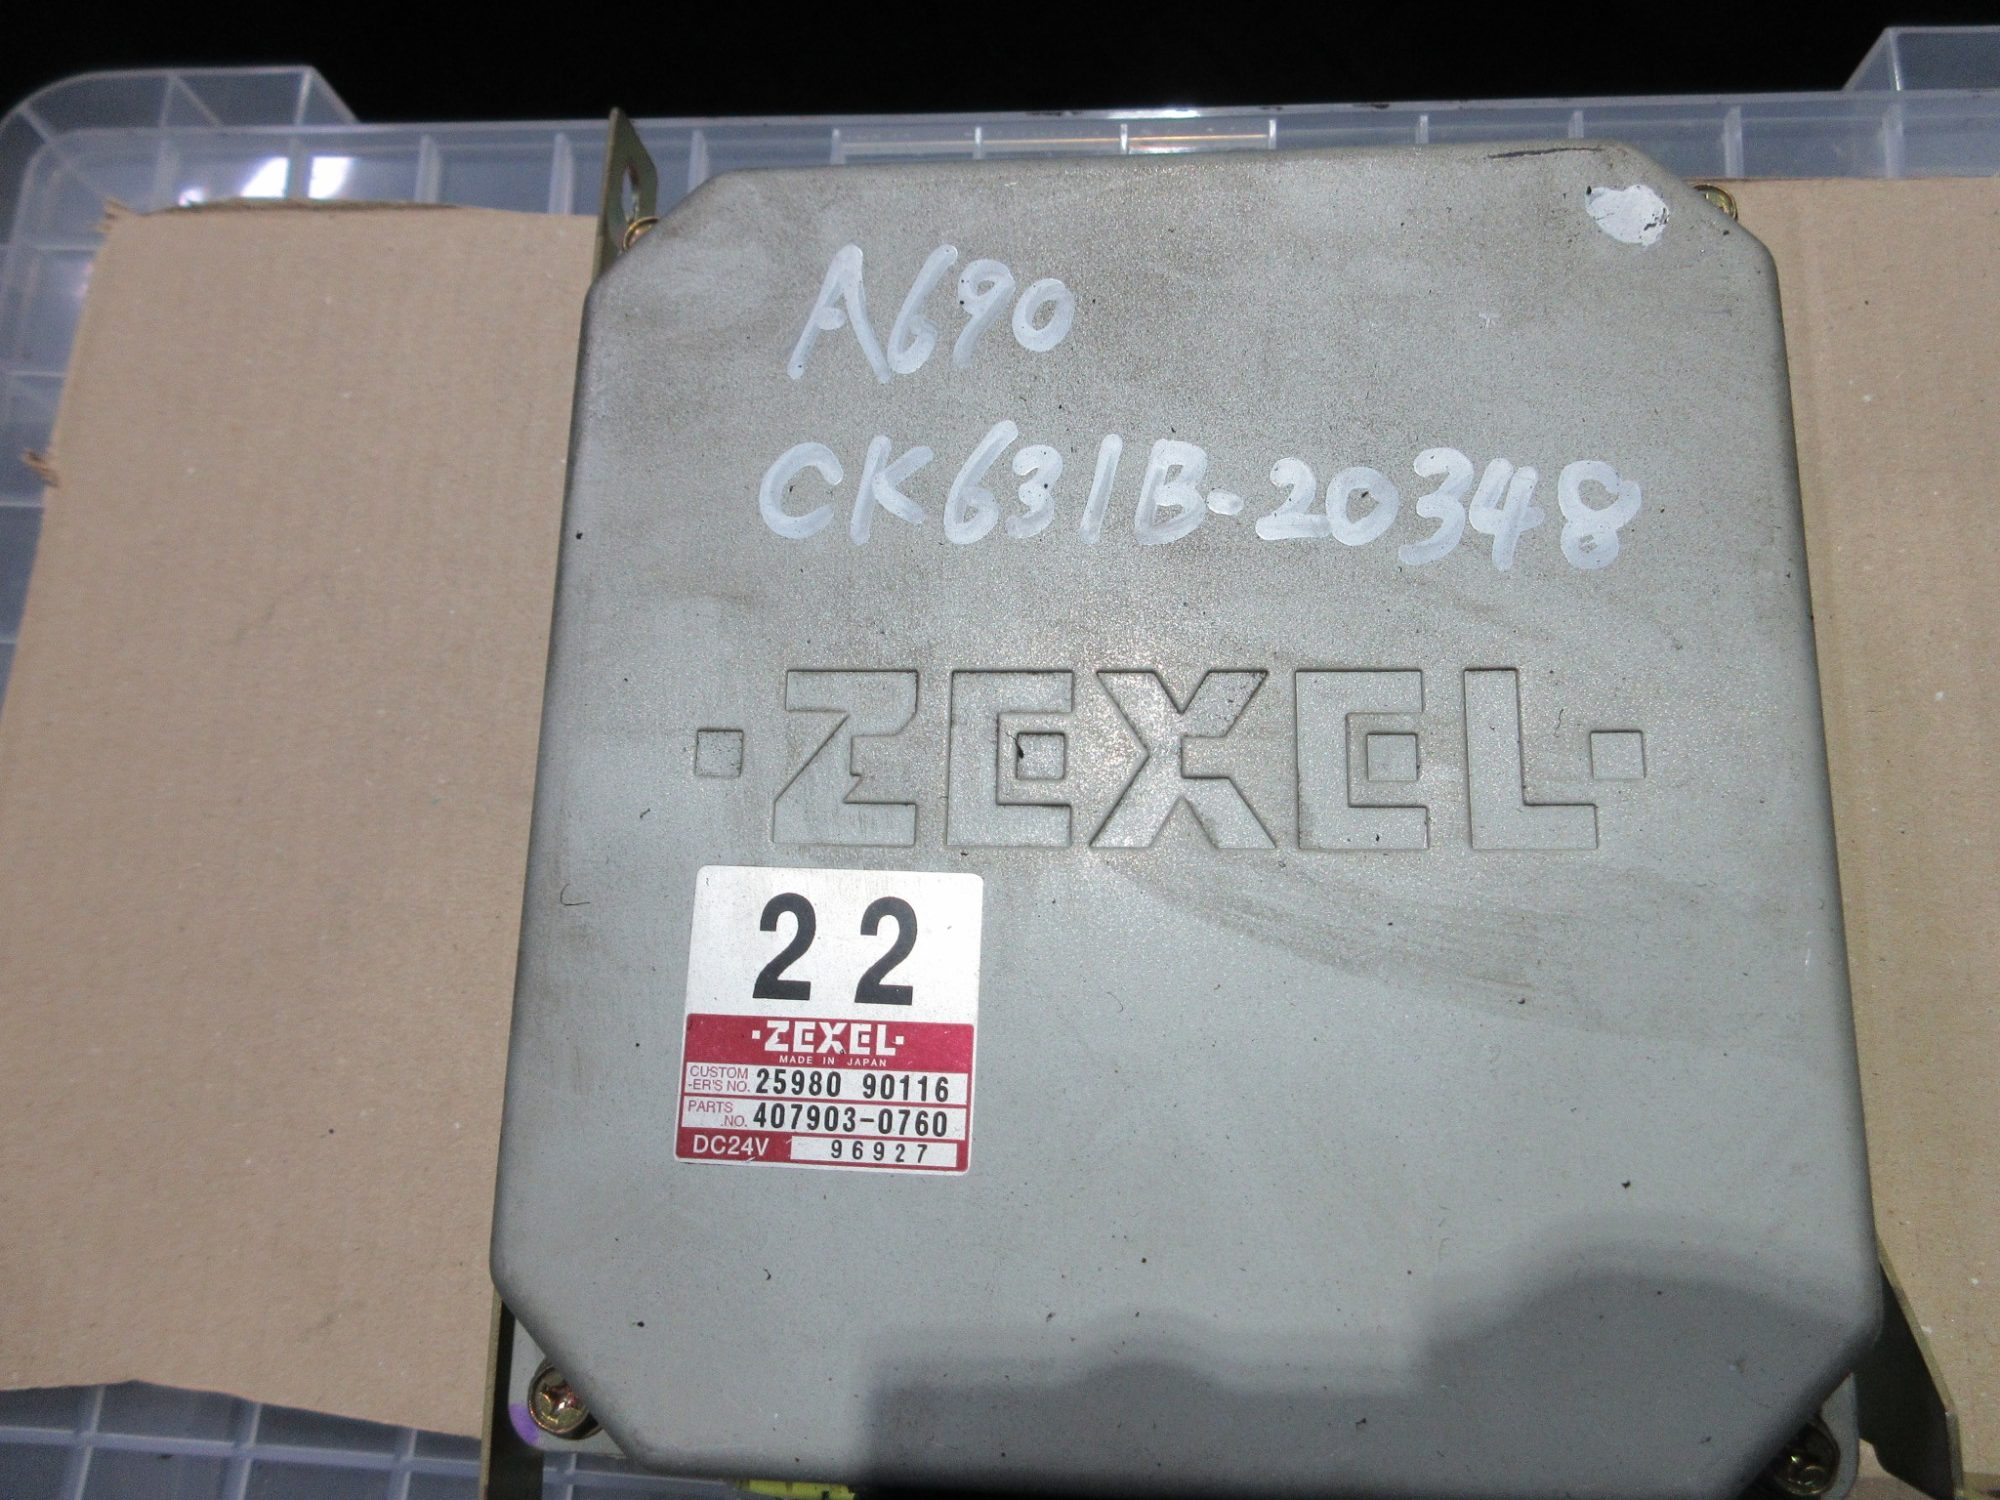 A690
CK631B-20348
ZEXEL
22
ZEXEL
MADE IN JAPAN
CUSTOM
-ER'S NO. 25980 90116
PARTS
.NO. 407903-0760
DC24V 96927